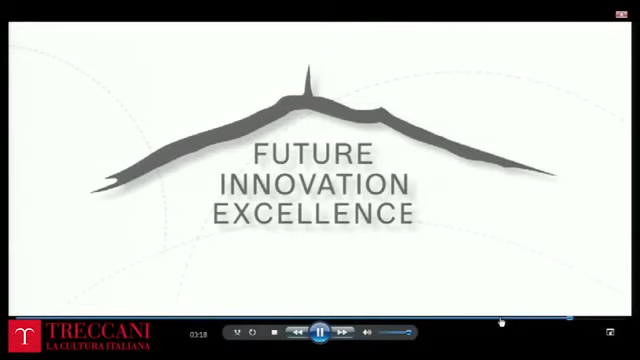 FUTURE
INNOVATION
EXCELLENCE
TRECCANI
LA CULTURA ITALIANA
03:18